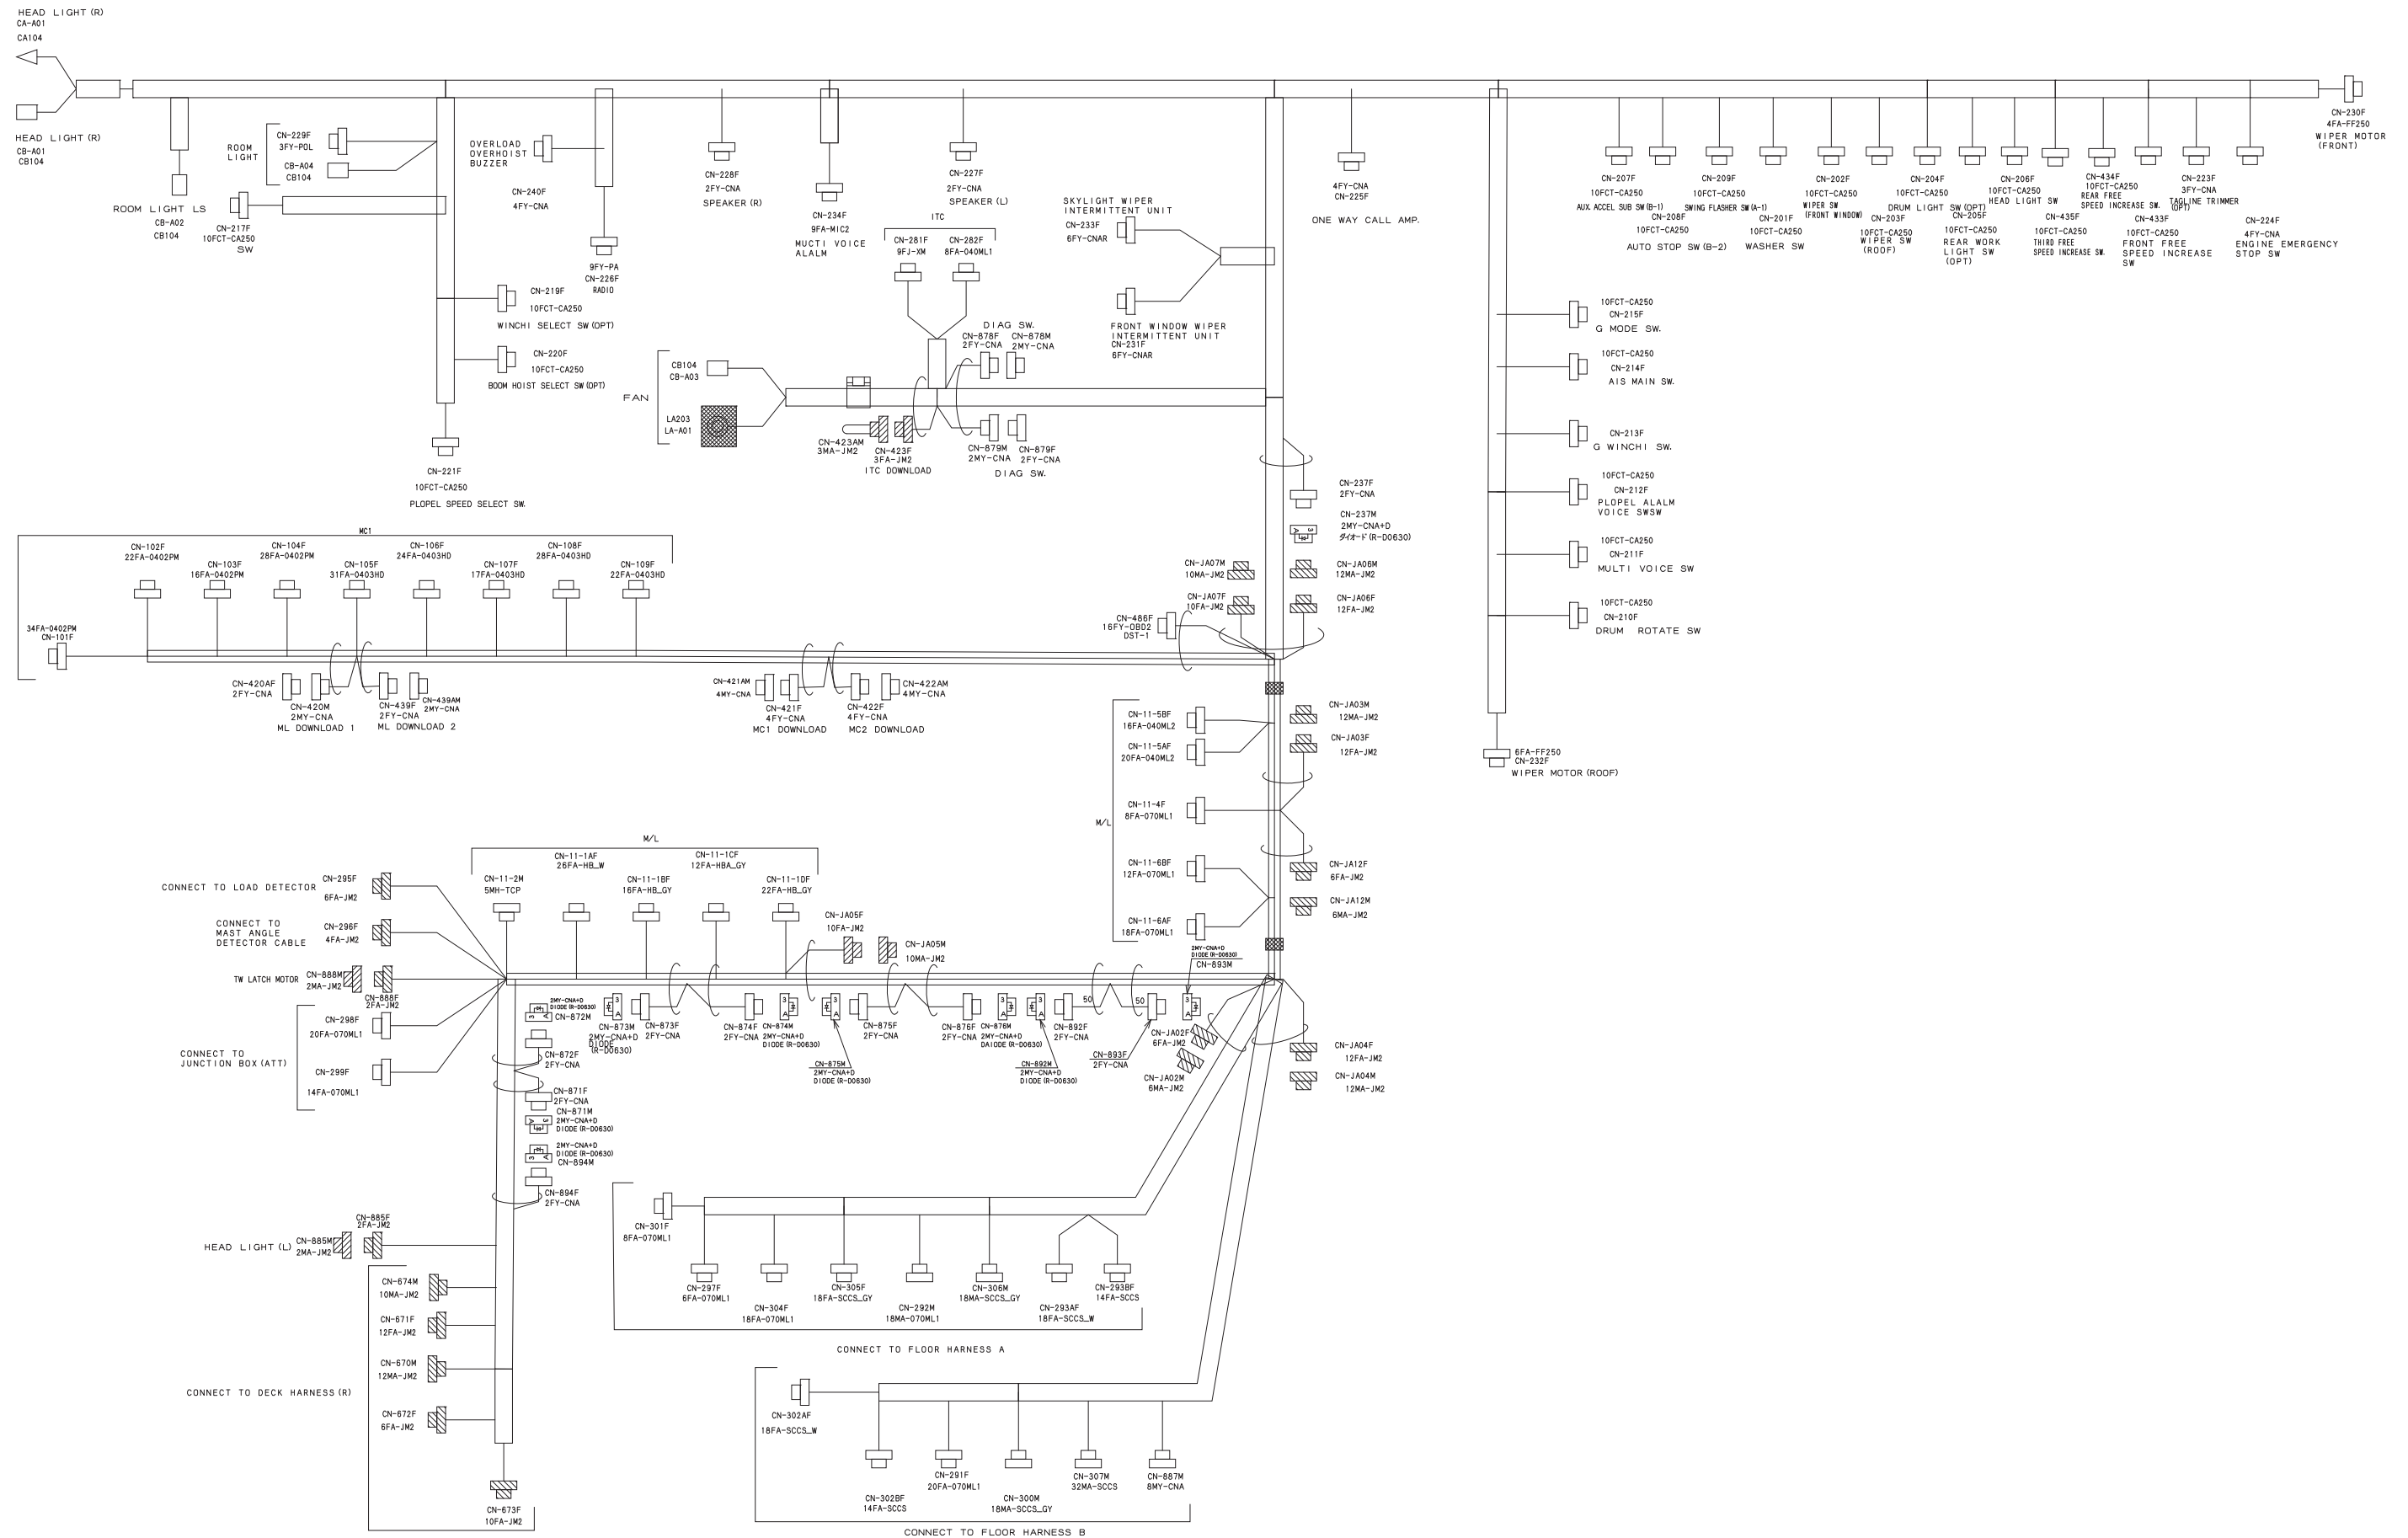 HEAD LIGHT(R)
CA-A01
CA104
HEAD LIGHT(R)
CB-A01
CB104
ROOM LIGHT LS
CB-A02
CB104
ROOM
LIGHT
CN-229F
3FY-POL
CB-A04
CB104
CN-217F
10FCT-CA250
SW
OVERLOAD
OVERHOIST
BUZZER
CN-240F
4FY-CNA
9FY-PA
CN-226F
RADIO
CN-219F
10FCT-CA250
WINCHI SELECT SW(OPT)
CN-220F
10FCT-CA250
BOOM HOIST SELECT SW(OPT)
CN-221F
10FCT-CA250
PLOPEL SPEED SELECT SW.
CN-228F
2FY-CNA
SPEAKER(R)
CN-234F
9FA-MIC2
MUCTI VOICE
ALALM
CN-227F
2FY-CNA
SPEAKER(L)
ITC
CN-281F
9FJ-XM
CN-282F
8FA-040ML1
SKYLIGHT WIPER
INTERMITTENT UNIT
CN-233F
6FY-CNAR
FRONT WINDOW WIPER
INTERMITTENT UNIT
CN-231F
6FY-CNAR
DIAG SW.
CN-878F
2FY-CNA
CN-878M
2MY-CNA
FAN
CB104
CB-A03
LA203
LA-A01
CN-423AM
3MA-JM2
CN-423F
3FA-JM2
ITC DOWNLOAD
CN-879M
2MY-CNA
CN-879F
2FY-CNA
DIAG SW.
4FY-CNA
CN-225F
ONE WAY CALL AMP.
CN-207F
10FCT-CA250
AUX. ACCEL SUB SW(B-1)
CN-208F
10FCT-CA250
AUTO STOP SW(B-2)
CN-209F
10FCT-CA250
SWING FLASHER SW(A-1)
CN-201F
10FCT-CA250
WASHER SW
CN-202F
10FCT-CA250
WIPER SW
(FRONT WINDOW)
CN-203F
10FCT-CA250
WIPER SW
(ROOF)
CN-204F
10FCT-CA250
DRUM LIGHT SW(OPT)
CN-205F
10FCT-CA250
REAR WORK
LIGHT SW
(OPT)
CN-206F
10FCT-CA250
HEAD LIGHT SW
CN-435F
10FCT-CA250
THIRD FREE
SPEED INCREASE SW.
CN-434F
10FCT-CA250
REAR FREE
SPEED INCREASE SW.
CN-433F
10FCT-CA250
FRONT FREE
SPEED INCREASE
SW
CN-223F
3FY-CNA
TAGLINE TRIMMER
(OPT)
CN-224F
4FY-CNA
ENGINE EMERGENCY
STOP SW
CN-230F
4FA-FF250
WIPER MOTOR
(FRONT)
10FCT-CA250
CN-215F
G MODE SW.
10FCT-CA250
CN-214F
AIS MAIN SW.
CN-213F
G WINCHI SW.
10FCT-CA250
CN-212F
PLOPEL ALALM
VOICE SWSW
10FCT-CA250
CN-211F
MULTI VOICE SW
10FCT-CA250
CN-210F
DRUM ROTATE SW
6FA-FF250
CN-232F
WIPER MOTOR(ROOF)
CN-237F
2FY-CNA
CN-237M
2MY-CNA+D
ダイオード(R-D0630)
3
A
CN-JA07M
10MA-JM2
CN-JA06M
12MA-JM2
CN-JA07F
10FA-JM2
CN-JA06F
12FA-JM2
CN-486F
16FY-OBD2
DST-1
MC1
CN-102F
22FA-0402PM
CN-103F
16FA-0402PM
CN-104F
28FA-0402PM
CN-105F
31FA-0403HD
CN-106F
24FA-0403HD
CN-107F
17FA-0403HD
CN-108F
28FA-0403HD
CN-109F
22FA-0403HD
34FA-0402PM
CN-101F
CN-420AF
2FY-CNA
CN-420M
2MY-CNA
ML DOWNLOAD 1
CN-439F
2FY-CNA
ML DOWNLOAD 2
CN-439AM
2MY-CNA
CN-421AM
4MY-CNA
CN-421F
4FY-CNA
MC1 DOWNLOAD
CN-422F
4FY-CNA
MC2 DOWNLOAD
CN-422AM
4MY-CNA
M/L
CN-11-5BF
16FA-040ML2
CN-11-5AF
20FA-040ML2
CN-11-4F
8FA-070ML1
CN-11-6BF
12FA-070ML1
CN-11-6AF
18FA-070ML1
CN-JA03M
12MA-JM2
CN-JA03F
12FA-JM2
CN-JA12F
6FA-JM2
CN-JA12M
6MA-JM2
M/L
CN-11-2M
5MH-TCP
CN-11-1AF
26FA-HB_W
CN-11-1BF
16FA-HB_GY
CN-11-1CF
12FA-HBA_GY
CN-11-1DF
22FA-HB_GY
CN-JA05F
10FA-JM2
CN-JA05M
10MA-JM2
CONNECT TO LOAD DETECTOR
CN-295F
6FA-JM2
CONNECT TO
MAST ANGLE
DETECTOR CABLE
CN-296F
4FA-JM2
TW LATCH MOTOR
CN-888M
2MA-JM2
CN-888F
2FA-JM2
CONNECT TO
JUNCTION BOX(ATT)
CN-298F
20FA-070ML1
CN-299F
14FA-070ML1
2MY-CNA+D
DIODE(R-D0630)
CN-872M
3
A
CN-872F
2FY-CNA
CN-871F
2FY-CNA
CN-871M
2MY-CNA+D
DIODE(R-D0630)
A
3
2MY-CNA+D
DIODE(R-D0630)
CN-894M
3
A
CN-894F
2FY-CNA
3
A
CN-873M
2MY-CNA+D
DIODE
(R-D0630)
CN-873F
2FY-CNA
CN-874F
2FY-CNA
3
A
CN-874M
2MY-CNA+D
DIODE(R-D0630)
3
A
CN-875M
2MY-CNA+D
DIODE(R-D0630)
CN-875F
2FY-CNA
CN-876F
2FY-CNA
3
A
CN-876M
2MY-CNA+D
DAIODE(R-D0630)
3
A
CN-892M
2MY-CNA+D
DIODE(R-D0630)
CN-892F
2FY-CNA
50
50
CN-893F
2FY-CNA
2MY-CNA+D
DIODE(R-D0630)
CN-893M
3
A
CN-JA02F
6FA-JM2
CN-JA02M
6MA-JM2
CN-JA04F
12FA-JM2
CN-JA04M
12MA-JM2
HEAD LIGHT(L)
CN-885M
2MA-JM2
CN-885F
2FA-JM2
CONNECT TO DECK HARNESS(R)
CN-674M
10MA-JM2
CN-671F
12FA-JM2
CN-670M
12MA-JM2
CN-672F
6FA-JM2
CN-673F
10FA-JM2
CN-301F
8FA-070ML1
CN-297F
6FA-070ML1
CN-304F
18FA-070ML1
CN-305F
18FA-SCCS_GY
CN-292M
18MA-070ML1
CN-306M
18MA-SCCS_GY
CN-293AF
18FA-SCCS_W
CN-293BF
14FA-SCCS
CONNECT TO FLOOR HARNESS A
CN-302AF
18FA-SCCS_W
CN-302BF
14FA-SCCS
CN-291F
20FA-070ML1
CN-300M
18MA-SCCS_GY
CN-307M
32MA-SCCS
CN-887M
8MY-CNA
CONNECT TO FLOOR HARNESS B